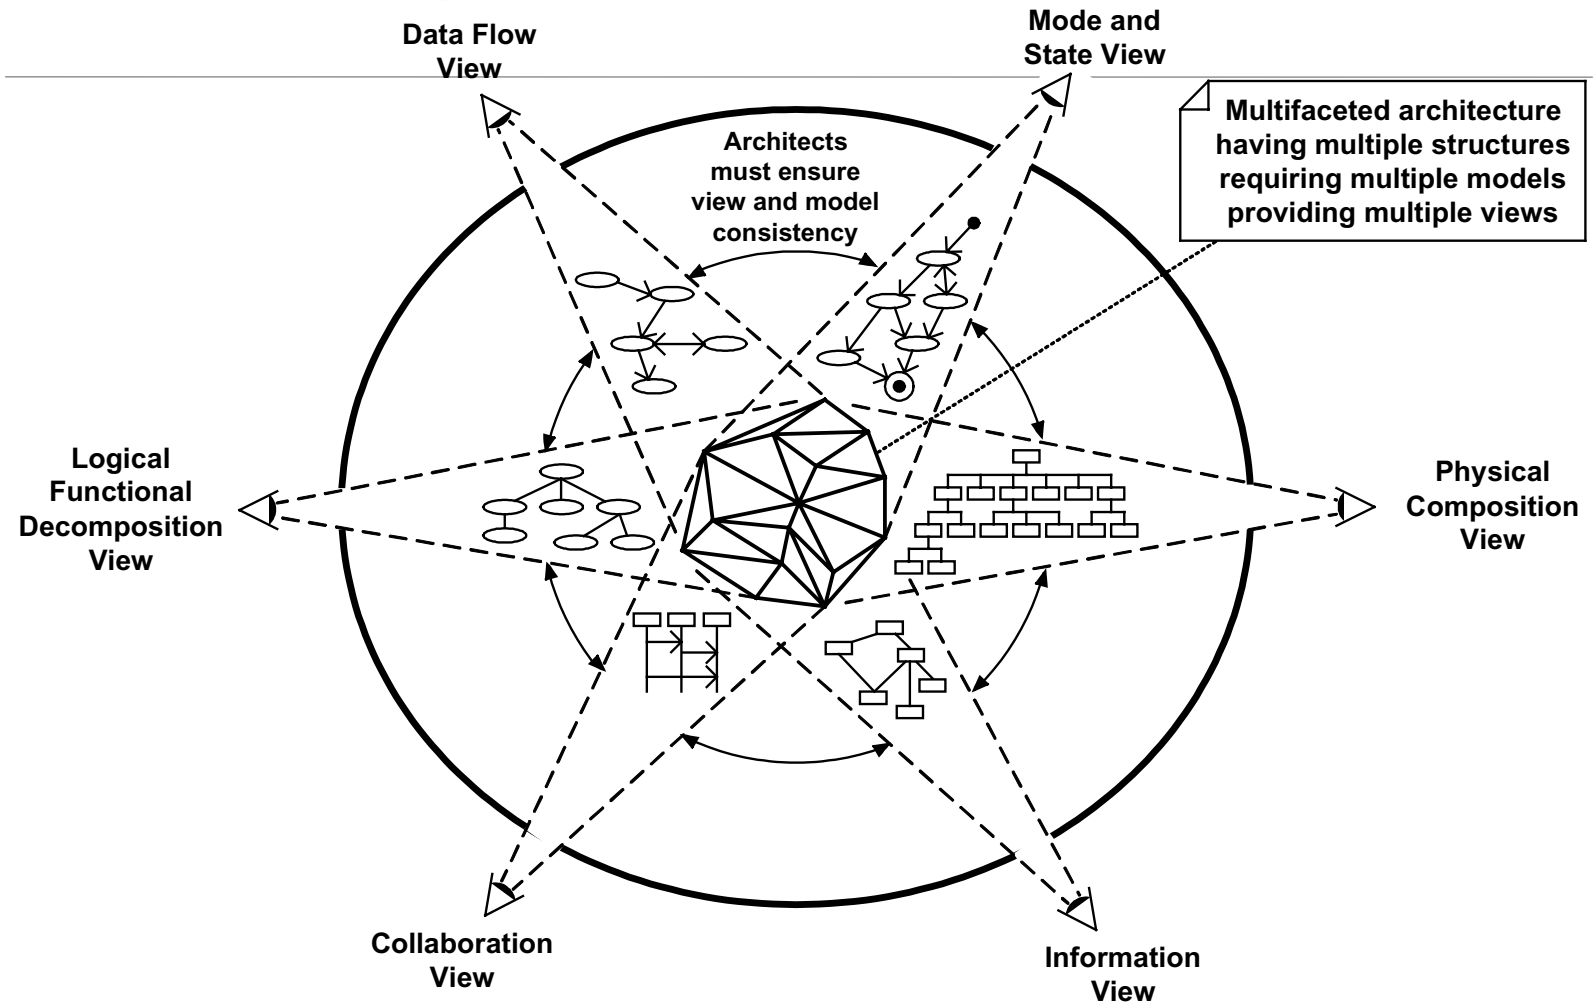 Data Flow
View
Mode and
State View
Multifaceted architecture
having multiple structures
requiring multiple models
providing multiple views
Architects
must ensure
view and model
consistency
Logical
Functional
Decomposition
View
Physical
Composition
View
Collaboration
View
Information
View